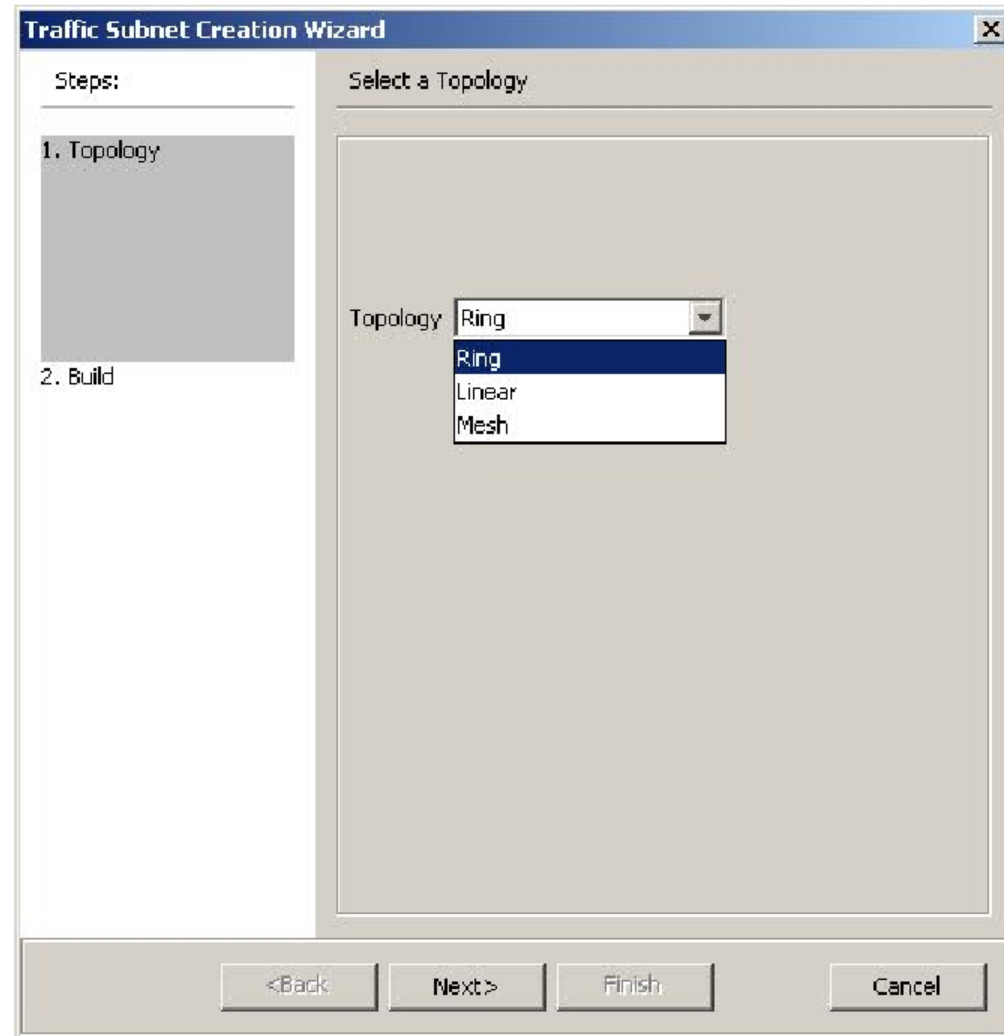 Traffic Subnet Creation Wizard
Steps:
Select a Topology
1. Topology
2. Build
Topology Ring
Ring
Linear
Mesh
<Back Next> Finish Cancel